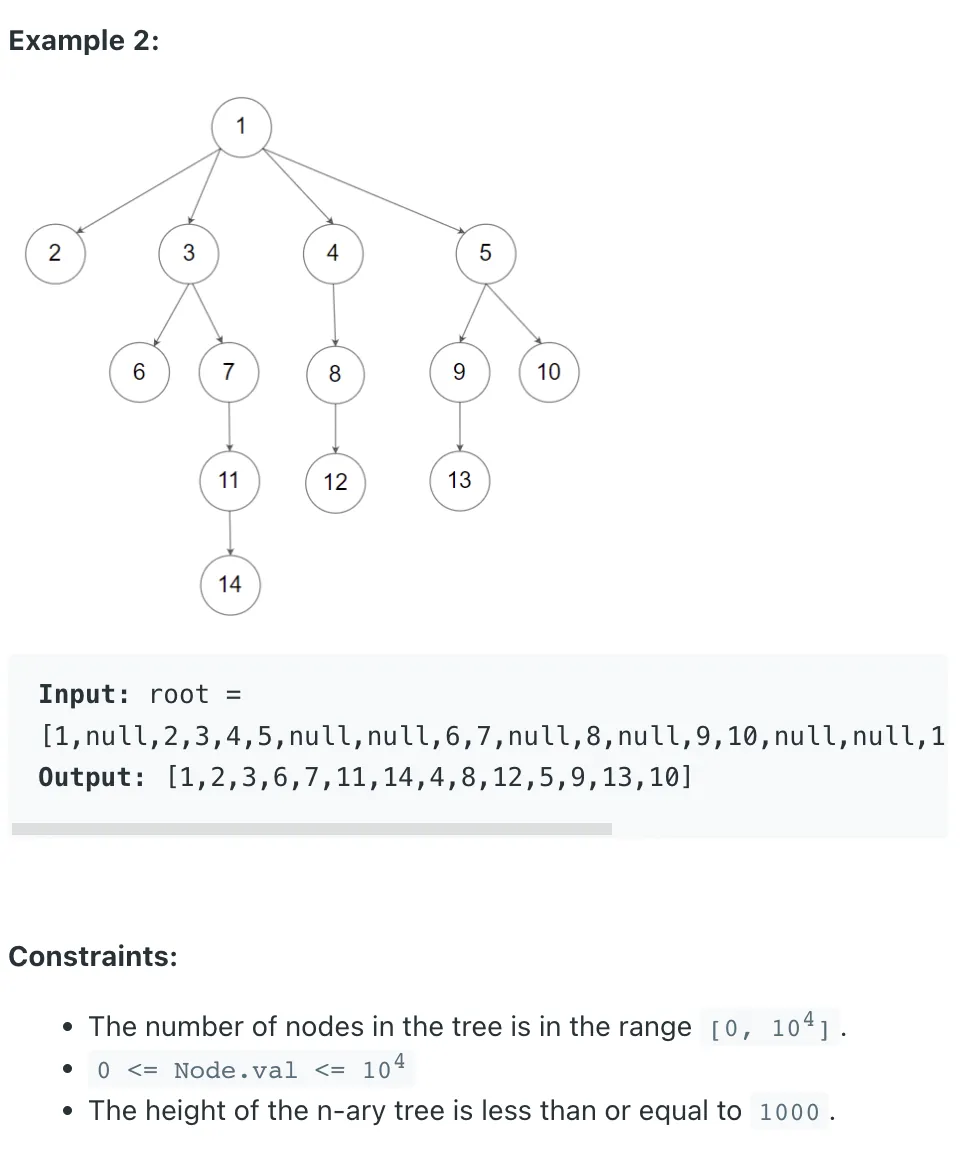 Example 2:
1
2 3 4 5
6 7 8 9 10
11 12 13
14
Input: root =
[1,null,2,3,4,5,null,null,6,7,null,8,null,9,10,null,null,1
Output: [1,2,3,6,7,11,14,4,8,12,5,9,13,10]
Constraints:
• The number of nodes in the tree is in the range [0, 10⁴].
• 0 <= Node.val <= 10⁴
• The height of the n-ary tree is less than or equal to 1000.